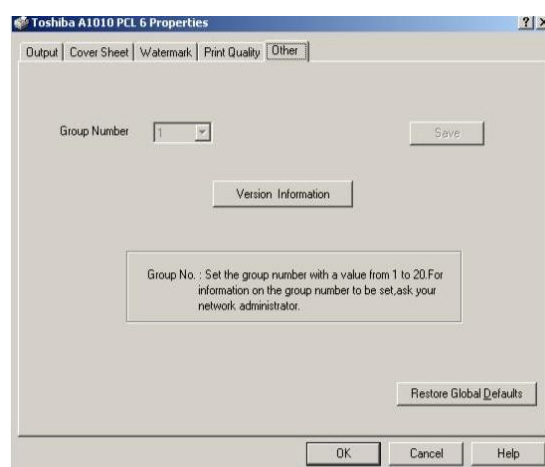 Toshiba A1010 PCL 6 Properties
Output Cover Sheet Watermark Print Quality Other
Group Number 1 Save
Version Information
Group No. : Set the group number with a value from 1 to 20.For
information on the group number to be set,ask your
network administrator.
Restore Global Defaults
OK Cancel Help